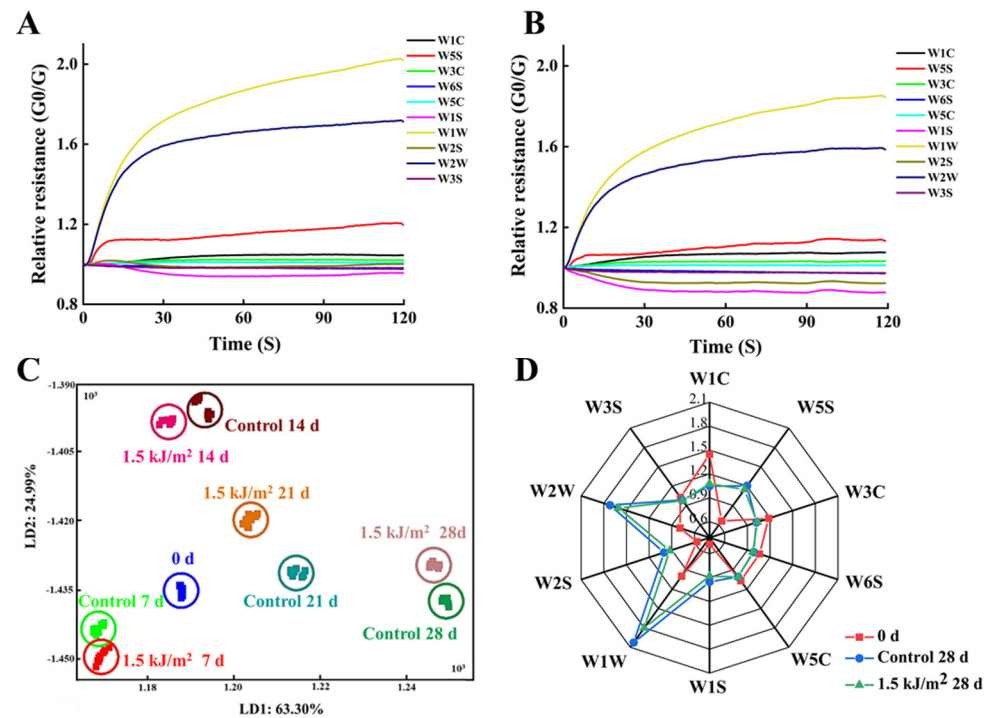 A
Relative resistance (G0/G)
2.0
1.6
1.2
0.8
0
30
60
90
120
Time (S)
W1C
W5S
W3C
W6S
W5C
W1S
W1W
W2S
W2W
W3S
B
Relative resistance (G0/G)
2.0
1.6
1.2
0.8
0
30
60
90
120
Time (S)
W1C
W5S
W3C
W6S
W5C
W1S
W1W
W2S
W2W
W3S
C
LD2: 24.99%
-1.390
-1.405
-1.420
-1.435
-1.450
10³
Control 14 d
1.5 kJ/m² 14 d
1.5 kJ/m² 21 d
1.5 kJ/m² 28d
0 d
Control 7 d
Control 21 d
Control 28 d
1.5 kJ/m² 7 d
10³
1.18
1.20
1.22
1.24
LD1: 63.30%
D
W1C
W3S
W5S
2.1
1.8
1.5
1.2
0.9
0.6
W2W
W3C
W2S
W6S
W1W
W5C
W1S
0 d
Control 28 d
1.5 kJ/m² 28 d